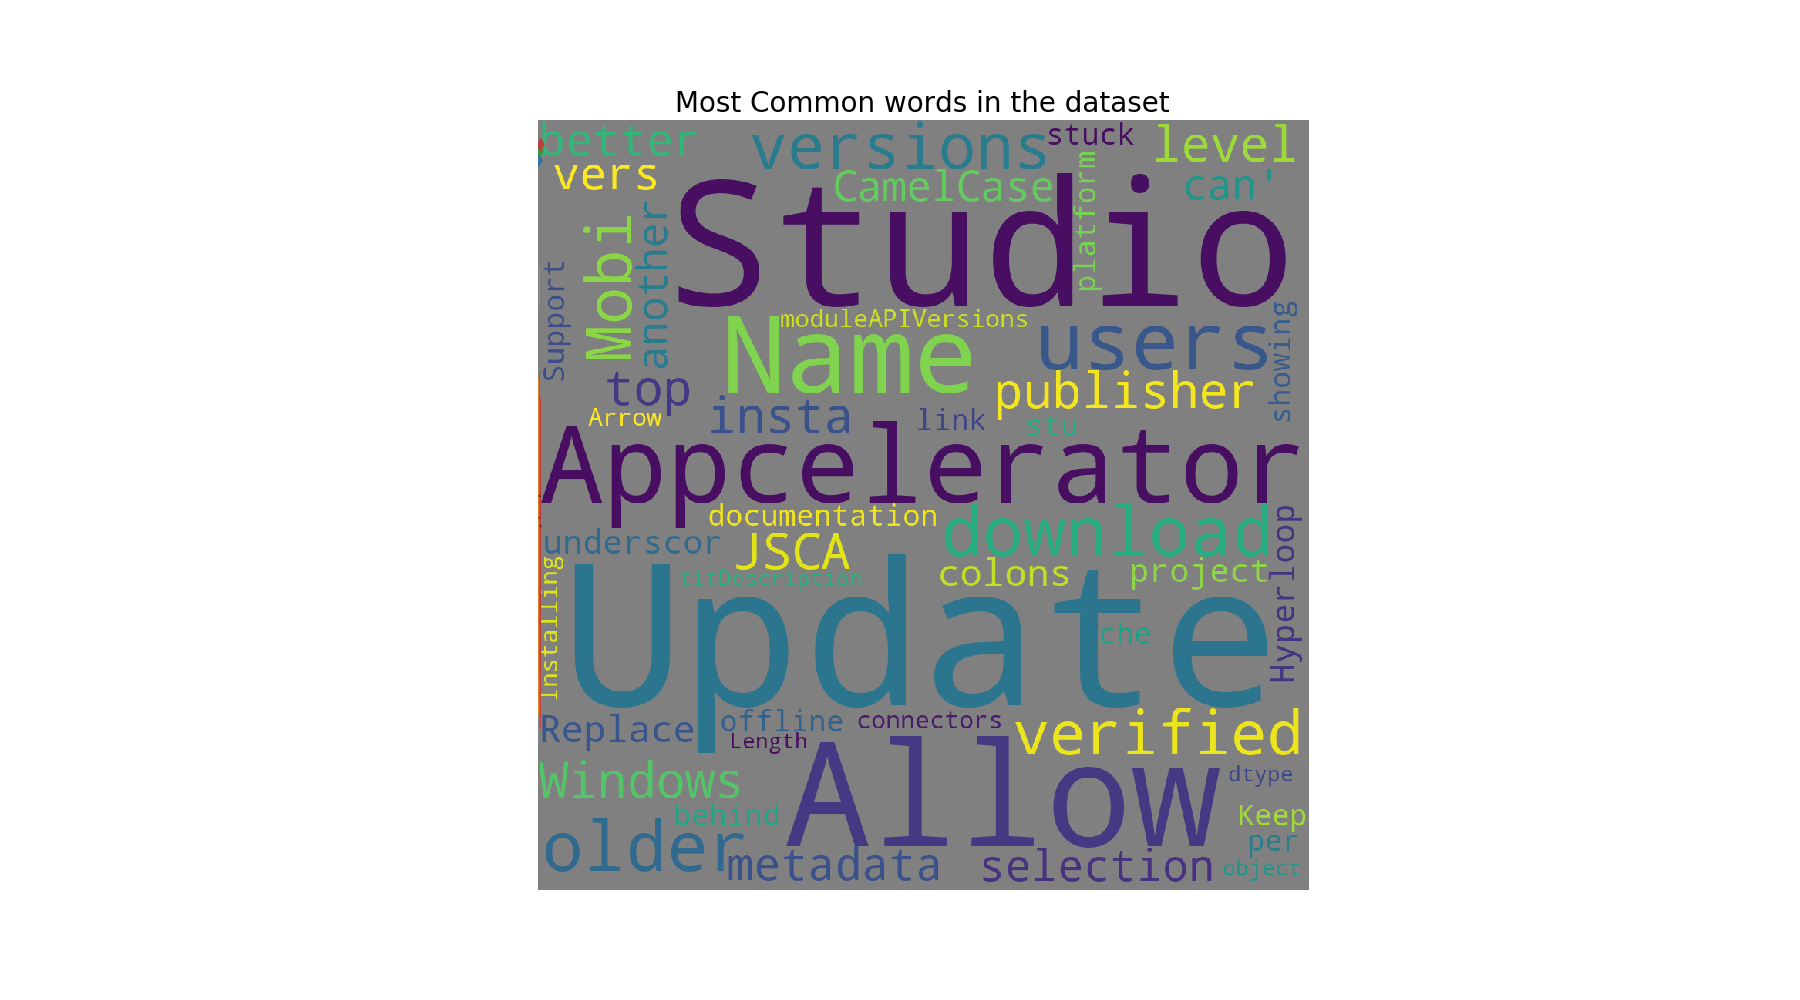 Most Common words in the dataset
better
versions
stuck
level
vers
CamelCase
platform
can'
Studio
Mobi
another
Support
moduleAPIVersions
Name
users
showing
top
publisher
Arrow
insta
link
stu
Appcelerator
documentation
download
underscor
JSCA
Hyperloop
titDescription
colons
project
Installing
Update
che
Replace
offline
connectors
verified
Length
Windows
Allow
dtype
behind
Keep
older
per
metadata
selection
object